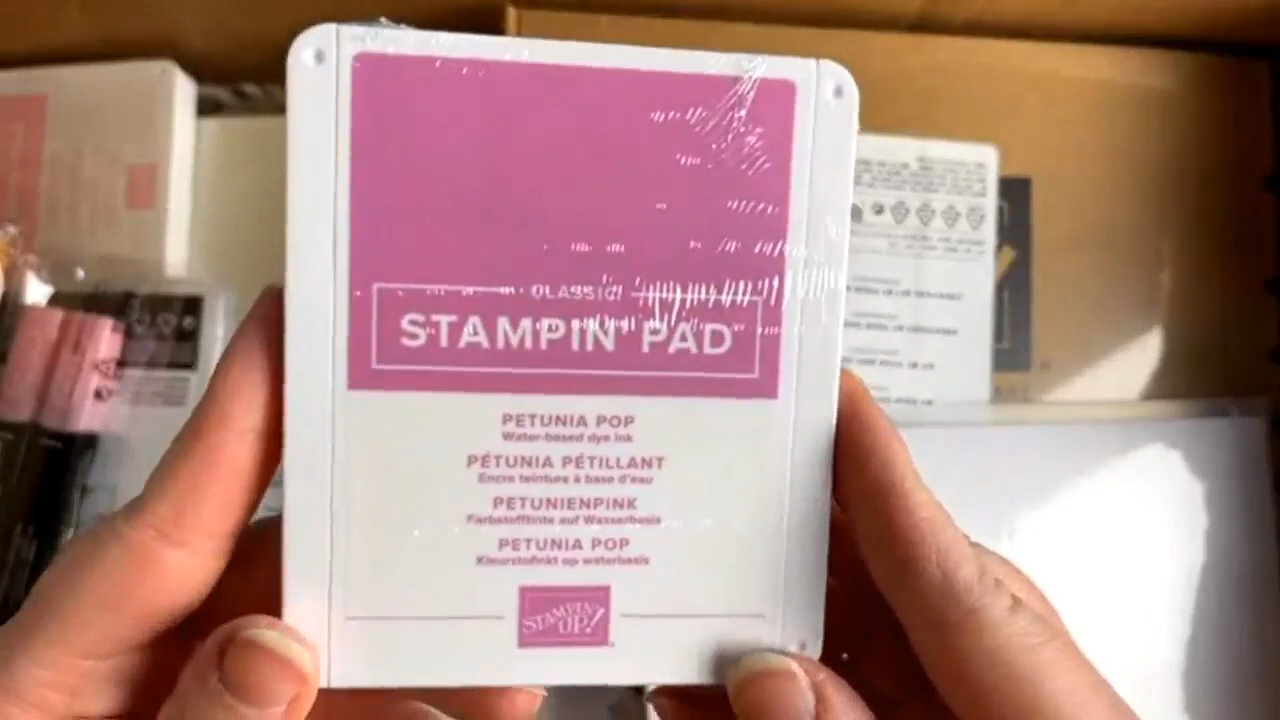 CLASSIC
STAMPIN' PAD
PETUNIA POP
Water-based dye ink
PÉTUNIA PÉTILLANT
Encre teinture à base d'eau
PETUNIENPINK
Farbstofftinte auf Wasserbasis
PETUNIA POP
Kleurstofinkt op waterbasis
STAMPIN'
UP!